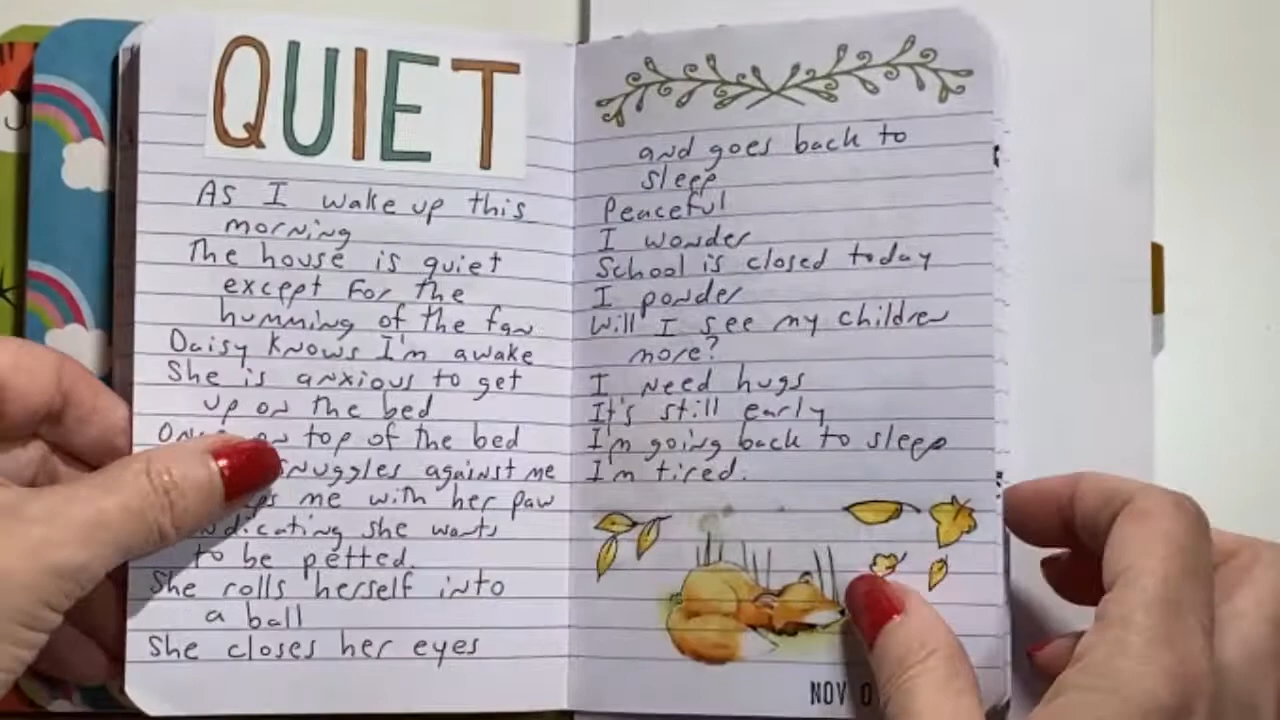 QUIET
As I wake up this
morning
The house is quiet
except for the
humming of the fan
Daisy knows I'm awake
She is anxious to get
up on the bed
on top of the bed
snuggles against me
me with her paw
indicating she wants
to be petted.
She rolls herself into
a ball
She closes her eyes
and goes back to
sleep
Peaceful
I wonder
School is closed today
I ponder
Will I see my children
more?
I need hugs
It's still early
I'm going back to sleep
I'm tired.
NOV 0